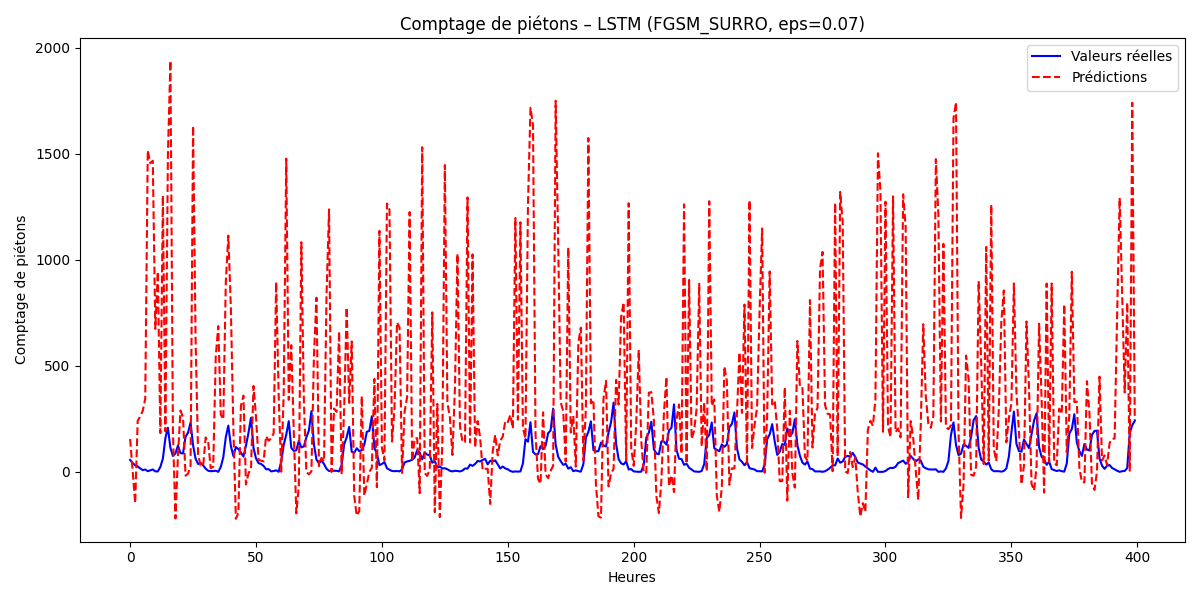 Comptage de piétons – LSTM (FGSM_SURRO, eps=0.07)
Valeurs réelles
Prédictions
Comptage de piétons
2000
1500
1000
500
0
0 50 100 150 200 250 300 350 400
Heures